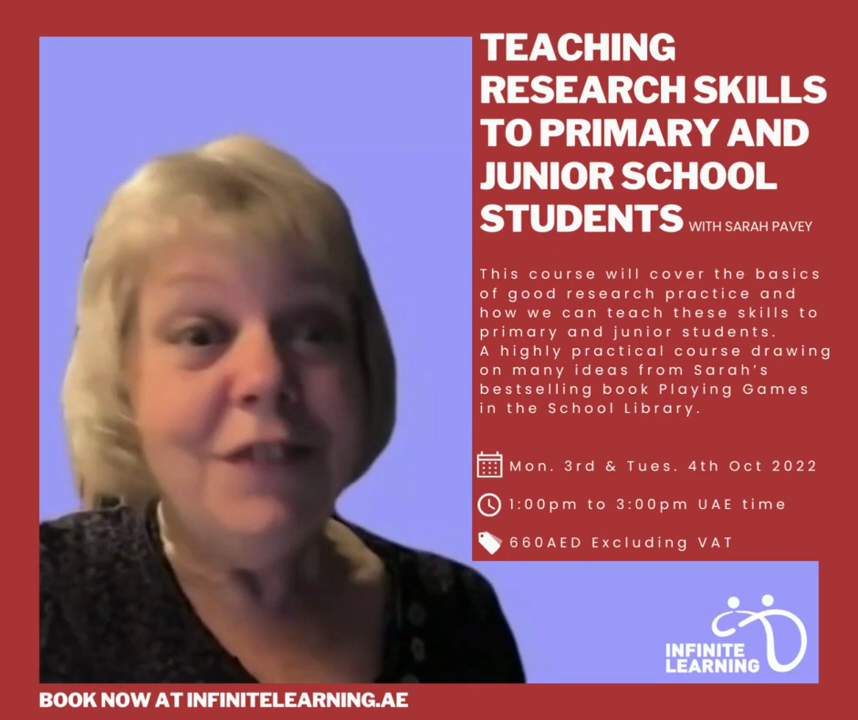 TEACHING
RESEARCH SKILLS
TO PRIMARY AND
JUNIOR SCHOOL
STUDENTS WITH SARAH PAVEY
This course will cover the basics
of good research practice and
how we can teach these skills to
primary and junior students.
A highly practical course drawing
on many ideas from Sarah's
bestselling book Playing Games
in the School Library.
Mon. 3rd & Tues. 4th Oct 2022
1:00pm to 3:00pm UAE time
660AED Excluding VAT
INFINITE
LEARNING
BOOK NOW AT INFINITELEARNING.AE